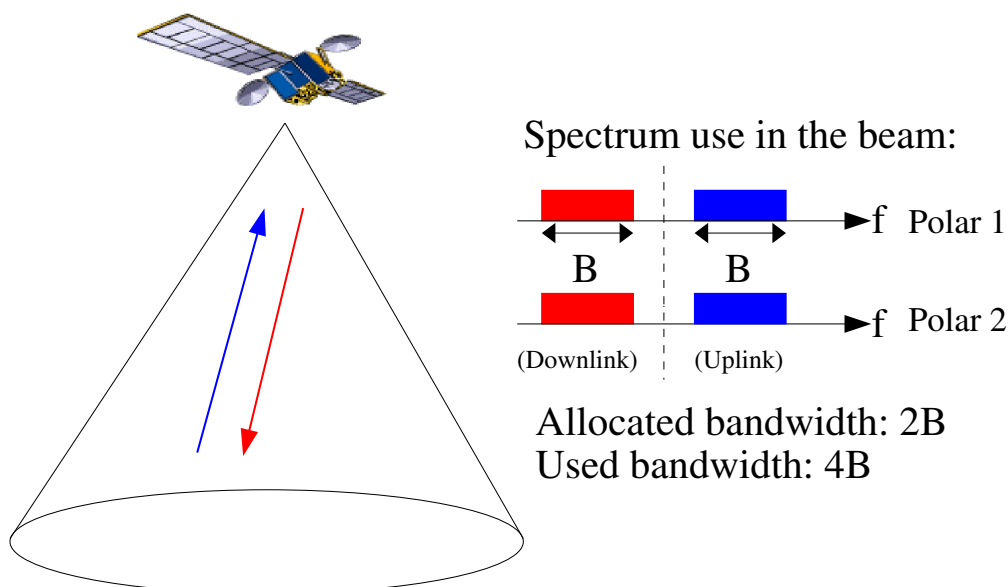 Spectrum use in the beam:
f Polar 1
B B
f Polar 2
(Downlink) (Uplink)
Allocated bandwidth: 2B
Used bandwidth: 4B